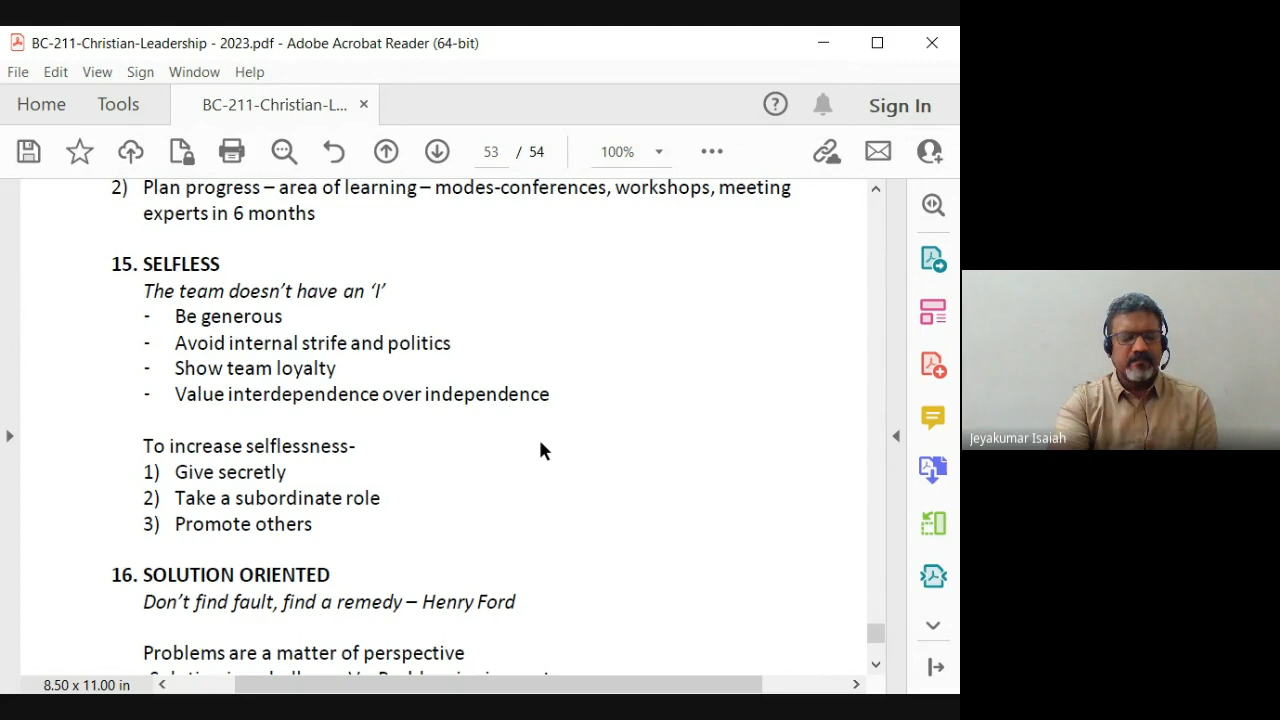 BC-211-Christian-Leadership - 2023.pdf - Adobe Acrobat Reader (64-bit)
File Edit View Sign Window Help
Home Tools BC-211-Christian-L... × Sign In
53 / 54 100%
2) Plan progress – area of learning – modes-conferences, workshops, meeting
experts in 6 months
15. SELFLESS
The team doesn’t have an ‘I’
- Be generous
- Avoid internal strife and politics
- Show team loyalty
- Value interdependence over independence
To increase selflessness-
1) Give secretly
2) Take a subordinate role
3) Promote others
16. SOLUTION ORIENTED
Don’t find fault, find a remedy – Henry Ford
Problems are a matter of perspective
8.50 x 11.00 in
Jeyakumar Isaiah